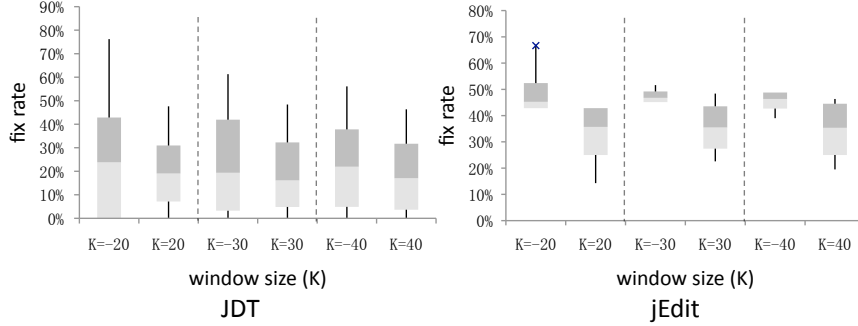 90%
80%
70%
60%
50%
40%
30%
20%
10%
0%
fix rate
K=-20 K=20 K=-30 K=30 K=-40 K=40
window size (K)
JDT
80%
70%
60%
50%
40%
30%
20%
10%
0%
fix rate
K=-20 K=20 K=-30 K=30 K=-40 K=40
window size (K)
jEdit